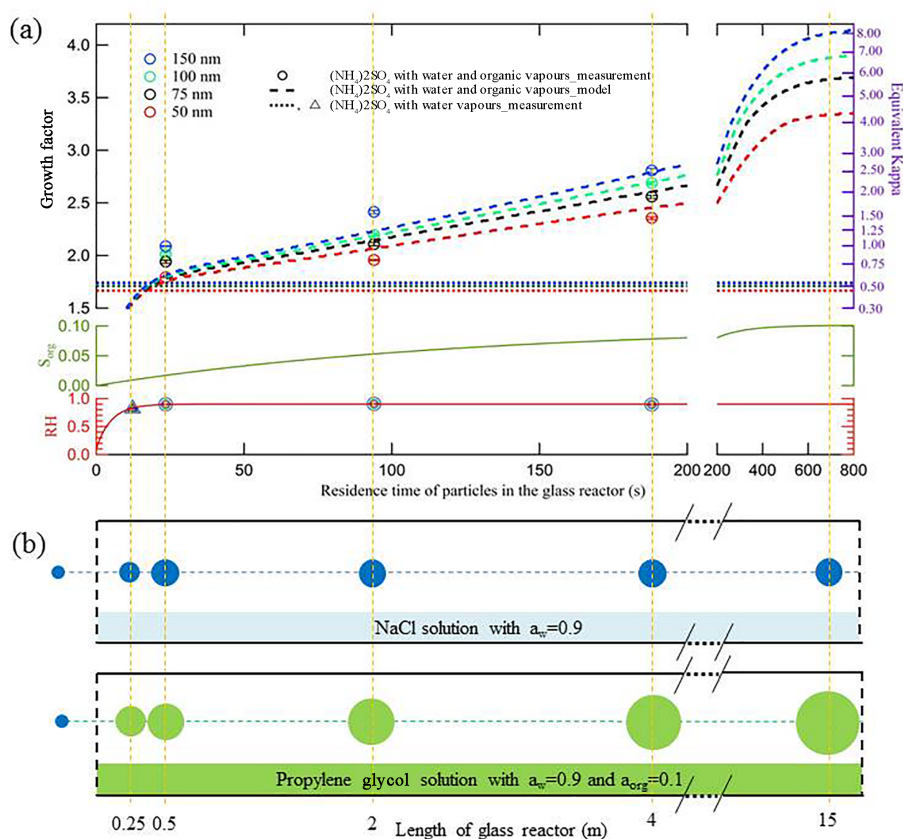 (a)
4.0
3.5
3.0
2.5
2.0
1.5
Growth factor
150 nm
100 nm
75 nm
50 nm
(NH4)2SO4 with water and organic vapours_measurement
(NH4)2SO4 with water and organic vapours_model
(NH4)2SO4 with water vapours_measurement
8.00
7.00
6.00
5.00
4.00
3.00
2.50
2.00
1.50
1.00
0.75
0.50
0.30
Equivalent Kappa
0.10
0.05
0.00
Sorg
1.0
0.5
0.0
RH
0 50 100 150 200 200 400 600 800
Residence time of particles in the glass reactor (s)
(b)
NaCl solution with aw=0.9
Propylene glycol solution with aw=0.9 and aorg=0.1
0.25 0.5 2 4 15
Length of glass reactor (m)